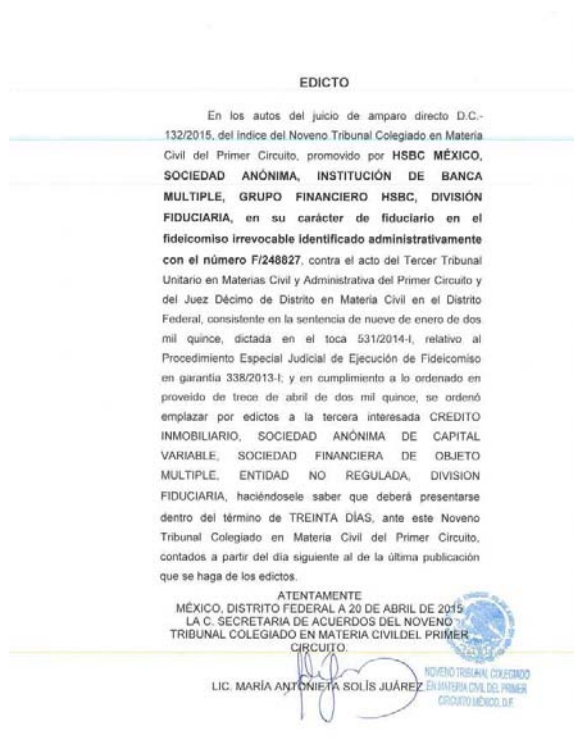 EDICTO
En los autos del juicio de amparo directo D.C.-
132/2015, del índice del Noveno Tribunal Colegiado en Materia
Civil del Primer Circuito, promovido por HSBC MÉXICO,
SOCIEDAD ANÓNIMA, INSTITUCIÓN DE BANCA
MULTIPLE, GRUPO FINANCIERO HSBC, DIVISIÓN
FIDUCIARIA, en su carácter de fiduciario en el
fideicomiso irrevocable identificado administrativamente
con el número F/248827, contra el acto del Tercer Tribunal
Unitario en Materias Civil y Administrativa del Primer Circuito y
del Juez Décimo de Distrito en Materia Civil en el Distrito
Federal, consistente en la sentencia de nueve de enero de dos
mil quince, dictada en el toca 531/2014-I, relativo al
Procedimiento Especial Judicial de Ejecución de Fideicomiso
en garantía 338/2013-I; y en cumplimiento a lo ordenado en
proveído de trece de abril de dos mil quince, se ordenó
emplazar por edictos a la tercera interesada CREDITO
INMOBILIARIO, SOCIEDAD ANÓNIMA DE CAPITAL
VARIABLE, SOCIEDAD FINANCIERA DE OBJETO
MULTIPLE, ENTIDAD NO REGULADA, DIVISION
FIDUCIARIA, haciéndosele saber que deberá presentarse
dentro del término de TREINTA DÍAS, ante este Noveno
Tribunal Colegiado en Materia Civil del Primer Circuito,
contados a partir del día siguiente al de la última publicación
que se haga de los edictos.
ATENTAMENTE
MÉXICO, DISTRITO FEDERAL A 20 DE ABRIL DE 2015
LA C. SECRETARIA DE ACUERDOS DEL NOVENO
TRIBUNAL COLEGIADO EN MATERIA CIVILDEL PRIMER
CIRCUITO.
LIC. MARÍA ANTONIETA SOLÍS JUÁREZ
NOVENO TRIBUNAL COLEGIADO
EN MATERIA CIVIL DEL PRIMER
CIRCUITO MÉXICO, D.F.